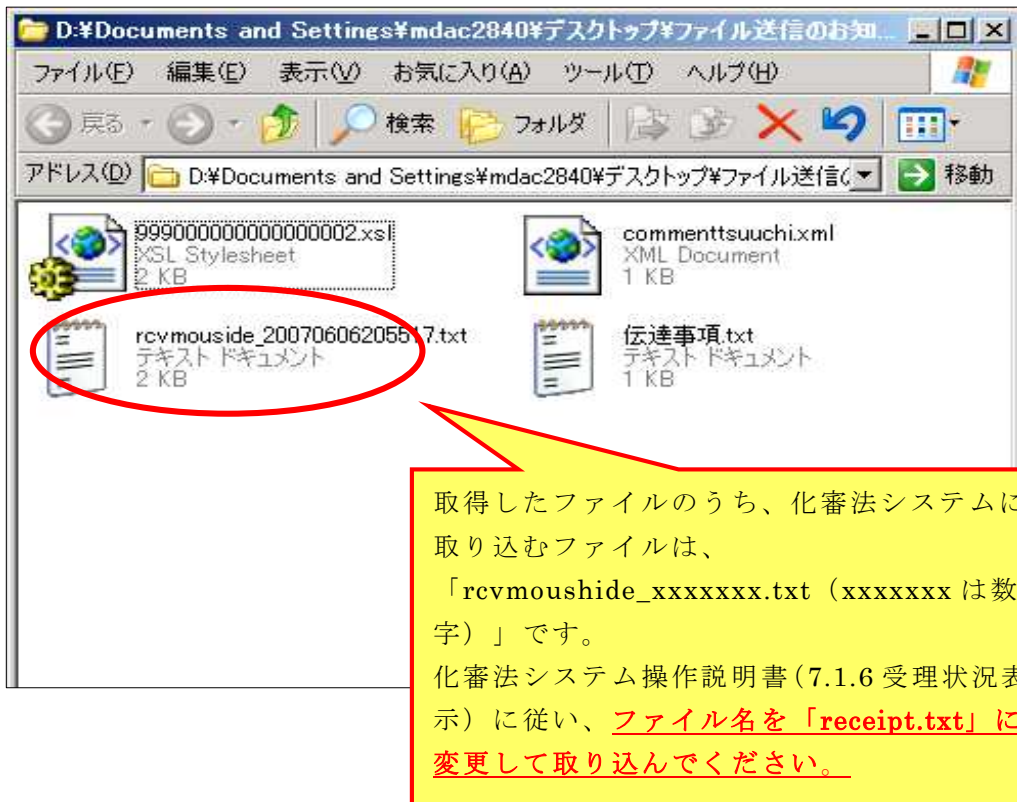 D:¥Documents and Settings¥mdac2840¥デスクトップ¥ファイル送信のお知...
ファイル(F) 編集(E) 表示(V) お気に入り(A) ツール(T) ヘルプ(H)
戻る 検索 フォルダ
アドレス(D) D:¥Documents and Settings¥mdac2840¥デスクトップ¥ファイル送信( 移動
999000000000000002.xsl
XSL Stylesheet
2 KB
commenttsuuchi.xml
XML Document
1 KB
rcvmouside_20070606205517.txt
テキスト ドキュメント
2 KB
伝達事項.txt
テキスト ドキュメント
1 KB
取得したファイルのうち、化審法システムに
取り込むファイルは、
「rcvmoushide_xxxxxxx.txt（xxxxxxx は数
字）」です。
化審法システム操作説明書(7.1.6 受理状況表
示）に従い、ファイル名を「receipt.txt」に
変更して取り込んでください。